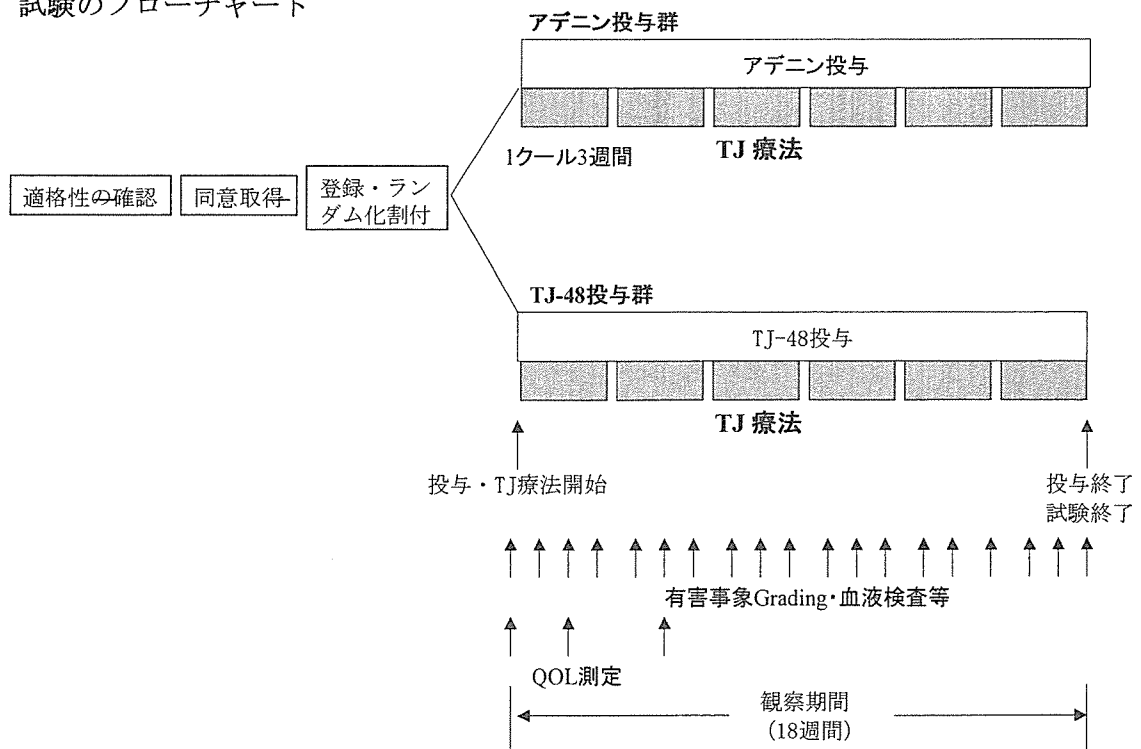 試験のフローチャート
アデニン投与群
アデニン投与
1クール3週間
TJ 療法
適格性の確認
同意取得
登録・ラン
ダム化割付
TJ-48投与群
TJ-48投与
TJ 療法
投与・TJ療法開始
投与終了
試験終了
有害事象Grading・血液検査等
QOL測定
観察期間
(18週間)